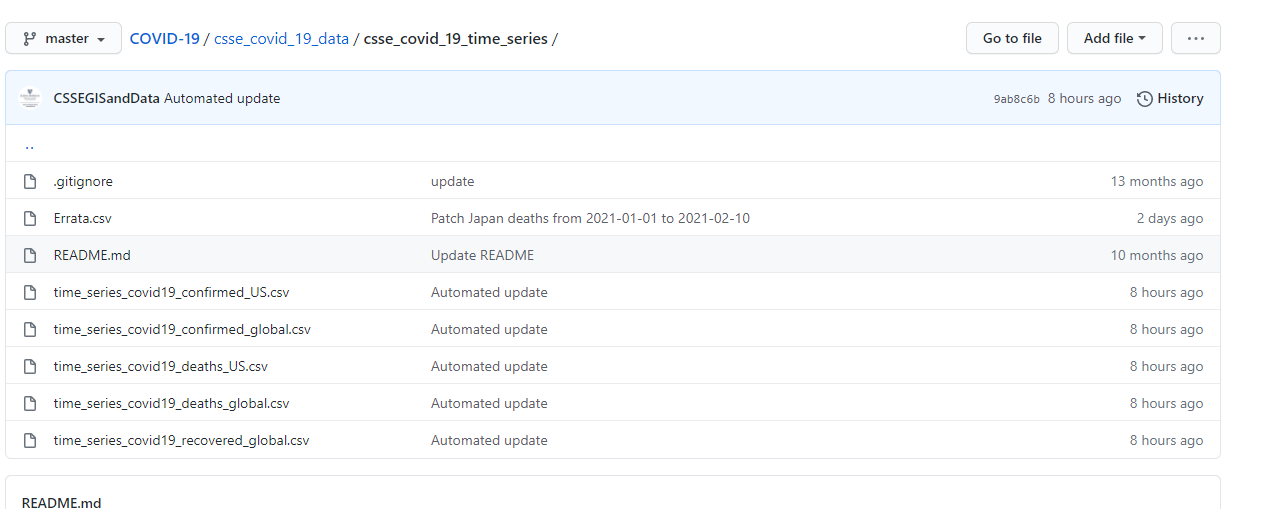 master COVID-19 / csse_covid_19_data / csse_covid_19_time_series / Go to file Add file ...
CSSEGISandData Automated update 9ab8c6b 8 hours ago History
..
.gitignore update 13 months ago
Errata.csv Patch Japan deaths from 2021-01-01 to 2021-02-10 2 days ago
README.md Update README 10 months ago
time_series_covid19_confirmed_US.csv Automated update 8 hours ago
time_series_covid19_confirmed_global.csv Automated update 8 hours ago
time_series_covid19_deaths_US.csv Automated update 8 hours ago
time_series_covid19_deaths_global.csv Automated update 8 hours ago
time_series_covid19_recovered_global.csv Automated update 8 hours ago
README.md